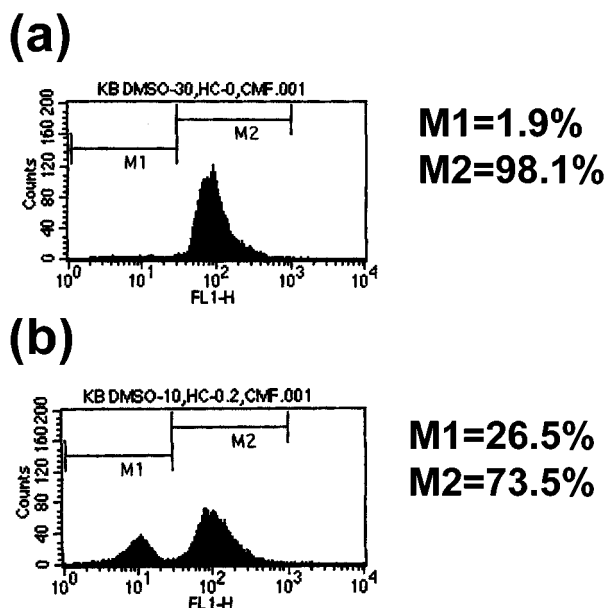 (a)
KB DMSO-30,HC-0,CMF.001
200
160
120
80
40
0
Counts
M1
M2
10^0 10^1 10^2 10^3 10^4
FL1-H
M1=1.9%
M2=98.1%
(b)
KB DMSO-10,HC-0.2,CMF.001
200
160
120
80
40
0
Counts
M1
M2
10^0 10^1 10^2 10^3 10^4
FL1-H
M1=26.5%
M2=73.5%